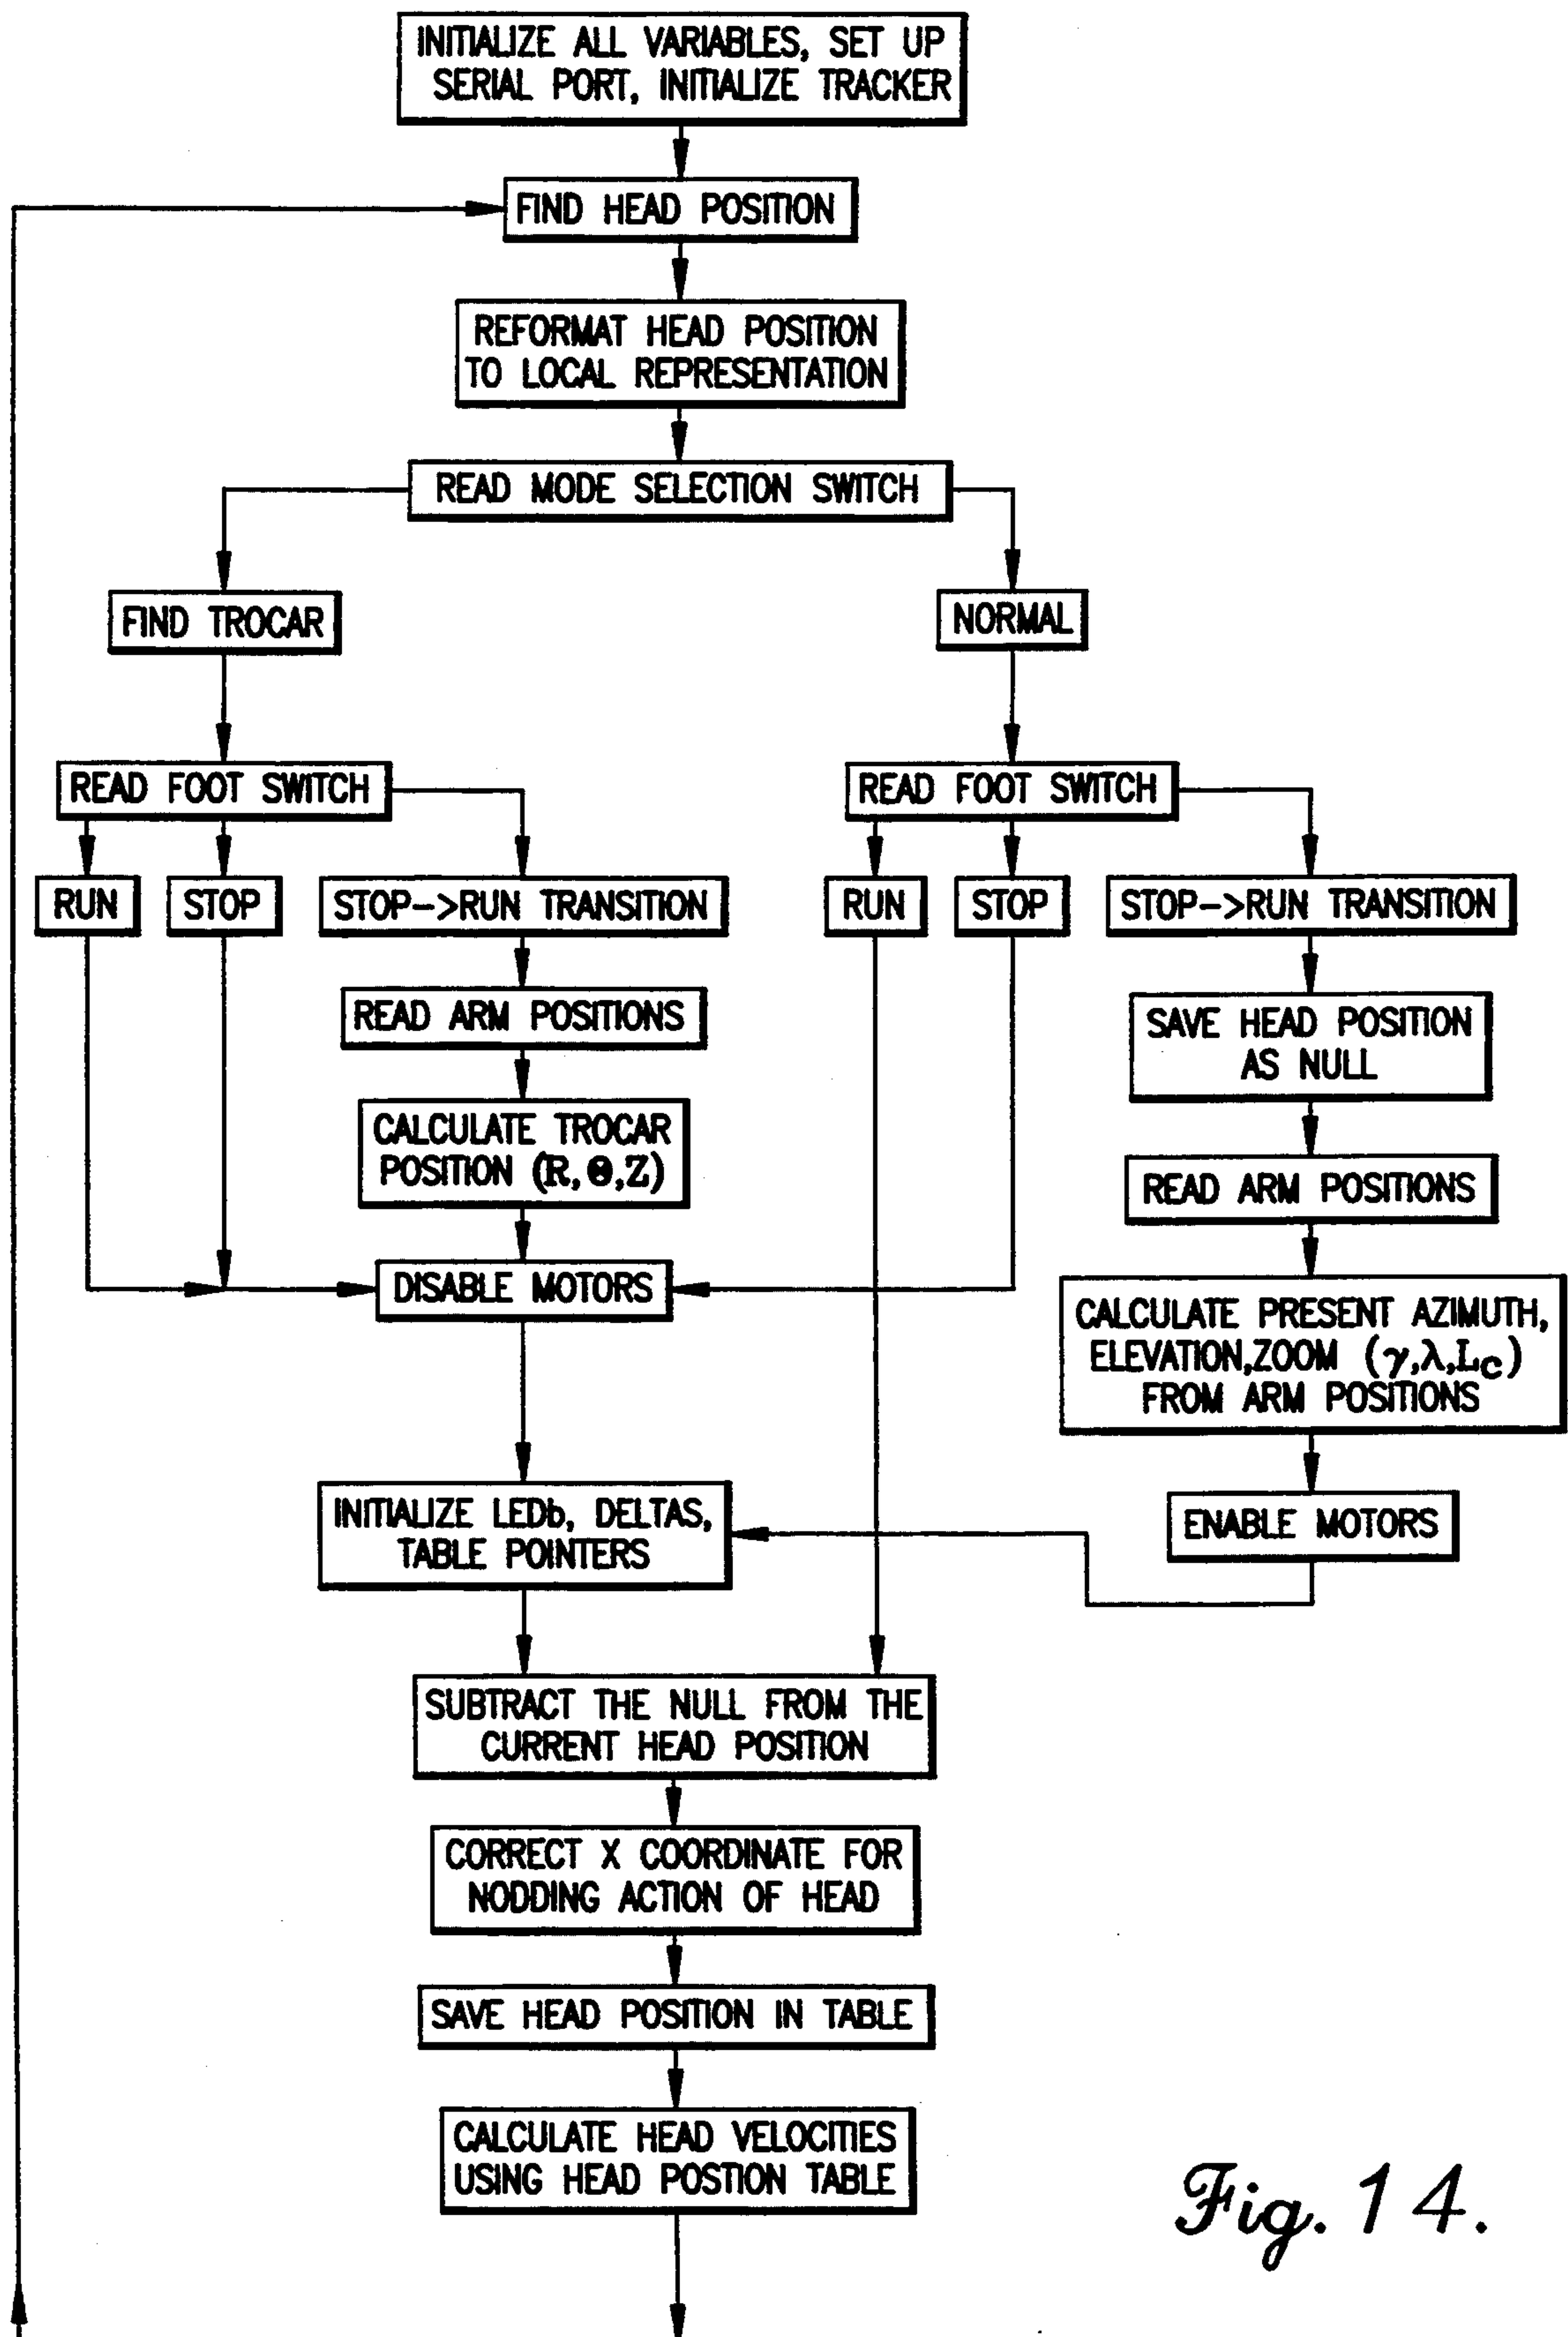 INITIALIZE ALL VARIABLES, SET UP
SERIAL PORT, INITIALIZE TRACKER
FIND HEAD POSITION
REFORMAT HEAD POSITION
TO LOCAL REPRESENTATION
READ MODE SELECTION SWITCH
FIND TROCAR
NORMAL
READ FOOT SWITCH
READ FOOT SWITCH
RUN
STOP
STOP->RUN TRANSITION
RUN
STOP
STOP->RUN TRANSITION
READ ARM POSITIONS
SAVE HEAD POSITION
AS NULL
CALCULATE TROCAR
POSITION (R,Θ,Z)
READ ARM POSITIONS
DISABLE MOTORS
CALCULATE PRESENT AZIMUTH,
ELEVATION,ZOOM (γ,λ,Lc)
FROM ARM POSITIONS
INITIALIZE LEDb, DELTAS,
TABLE POINTERS
ENABLE MOTORS
SUBTRACT THE NULL FROM THE
CURRENT HEAD POSITION
CORRECT X COORDINATE FOR
NODDING ACTION OF HEAD
SAVE HEAD POSITION IN TABLE
CALCULATE HEAD VELOCITIES
USING HEAD POSTION TABLE
Fig. 14.